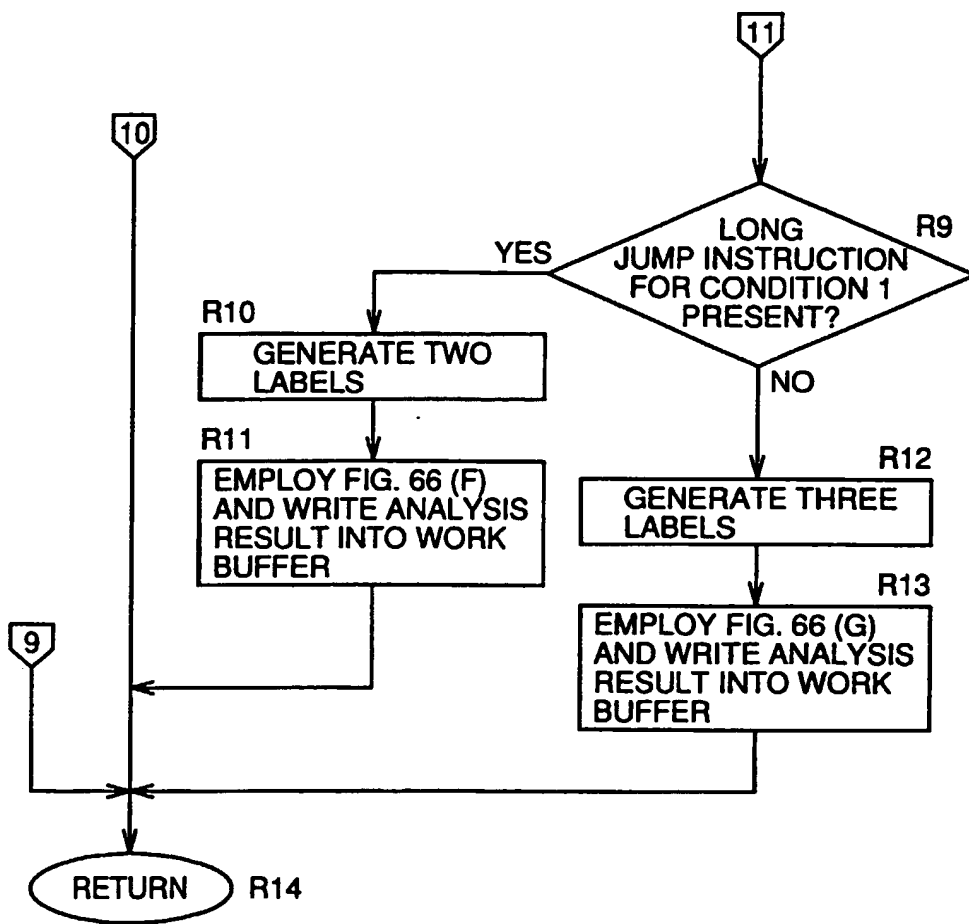 11
10
R9
LONG
JUMP INSTRUCTION
FOR CONDITION 1
PRESENT?
YES
NO
R10
GENERATE TWO
LABELS
R11
EMPLOY FIG. 66 (F)
AND WRITE ANALYSIS
RESULT INTO WORK
BUFFER
R12
GENERATE THREE
LABELS
R13
EMPLOY FIG. 66 (G)
AND WRITE ANALYSIS
RESULT INTO WORK
BUFFER
9
RETURN
R14